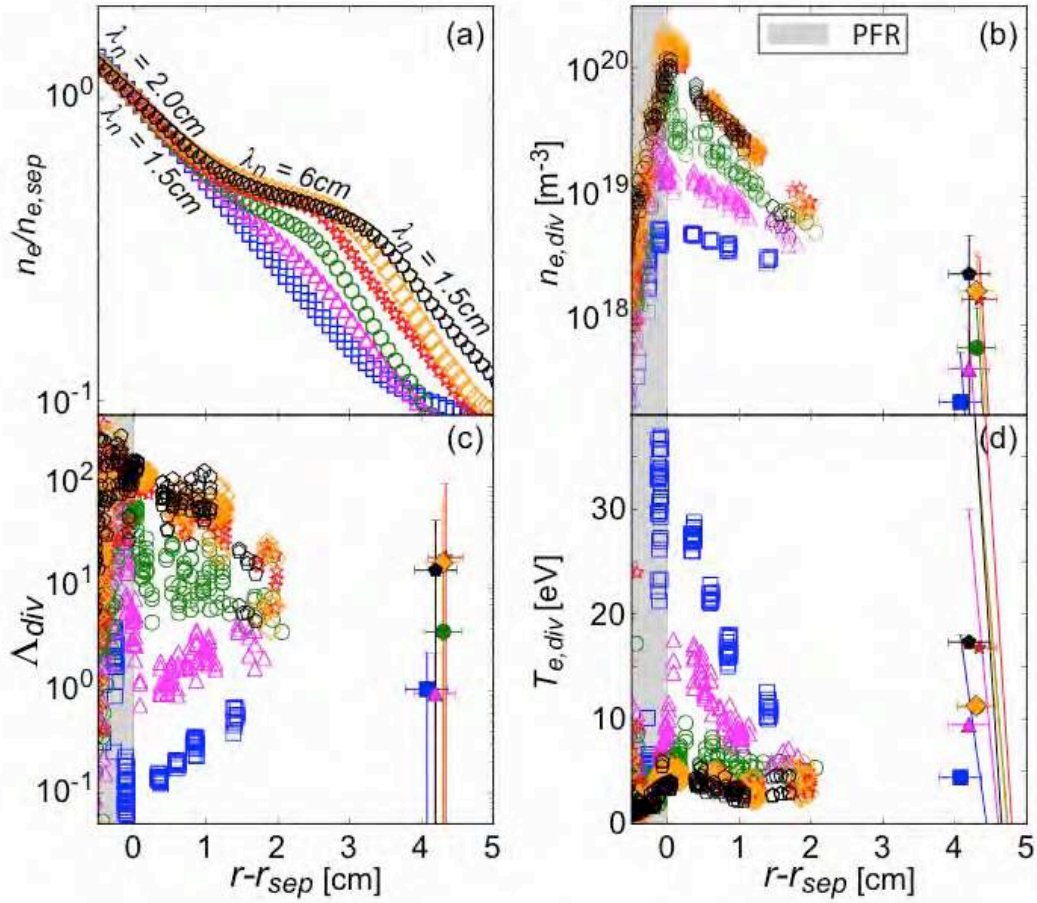 (a)
λn = 2.0cm
λn = 1.5cm
λn = 6cm
λn = 1.5cm
ne/ne,sep
10^0
10^-1
(b)
PFR
ne,div [m-3]
10^20
10^19
10^18
(c)
Λdiv
10^2
10^1
10^0
10^-1
0 1 2 3 4 5
r-rsep [cm]
(d)
Te,div [eV]
30
20
10
0
0 1 2 3 4 5
r-rsep [cm]